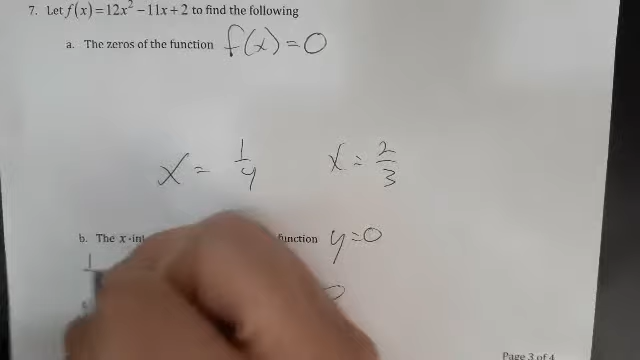 7. Let f(x)=12x²−11x+2 to find the following
a. The zeros of the function f(x)=0
x = 1/4 x = 2/3
b. The x-int function y=0
1
Page 3 of 4